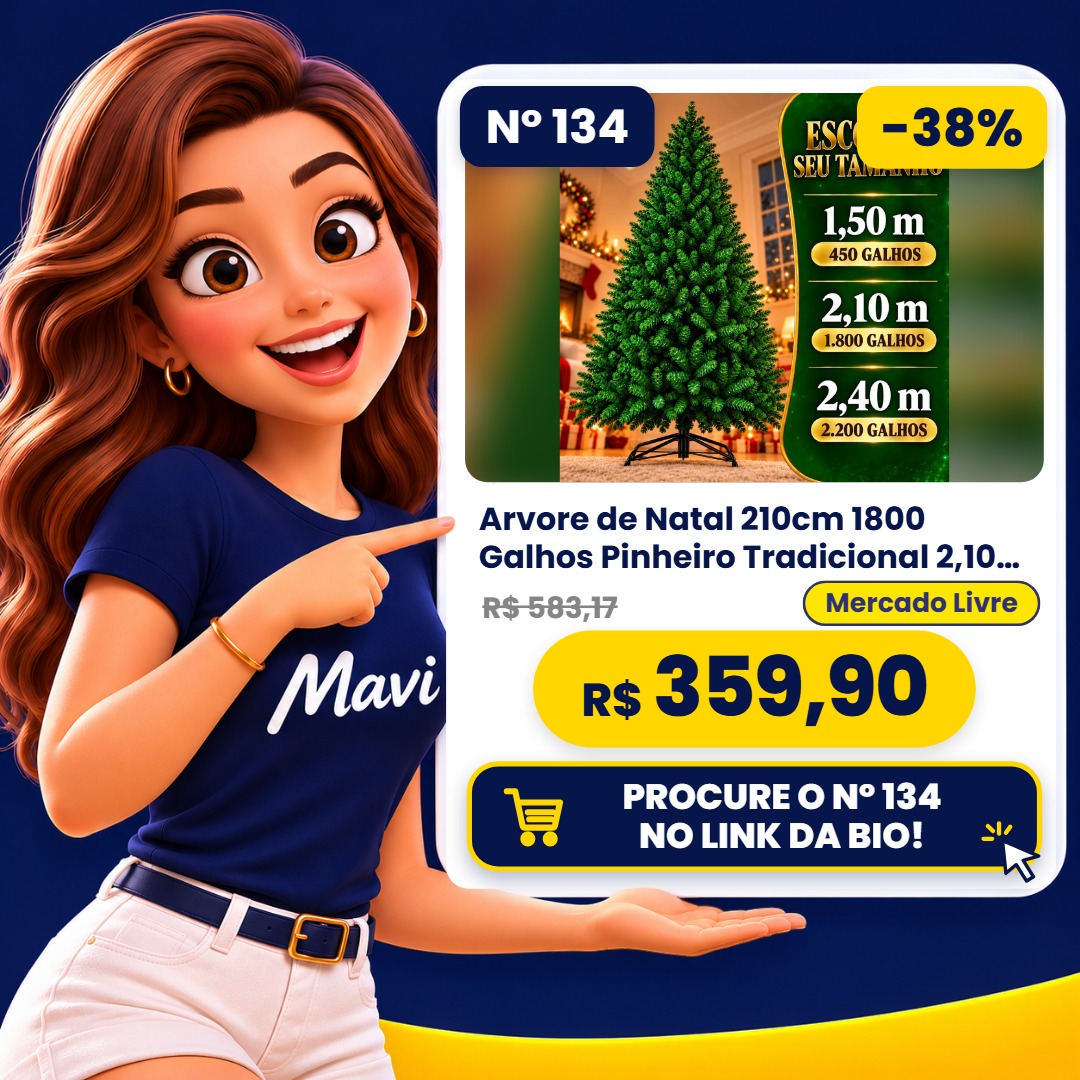 Nº 134
-38%
SEU TAMANHO
1,50 m
450 GALHOS
2,10 m
1.800 GALHOS
2,40 m
2.200 GALHOS
Arvore de Natal 210cm 1800
Galhos Pinheiro Tradicional 2,10...
R$ 583,17
Mercado Livre
R$ 359,90
Mavi
PROCURE O Nº 134
NO LINK DA BIO!